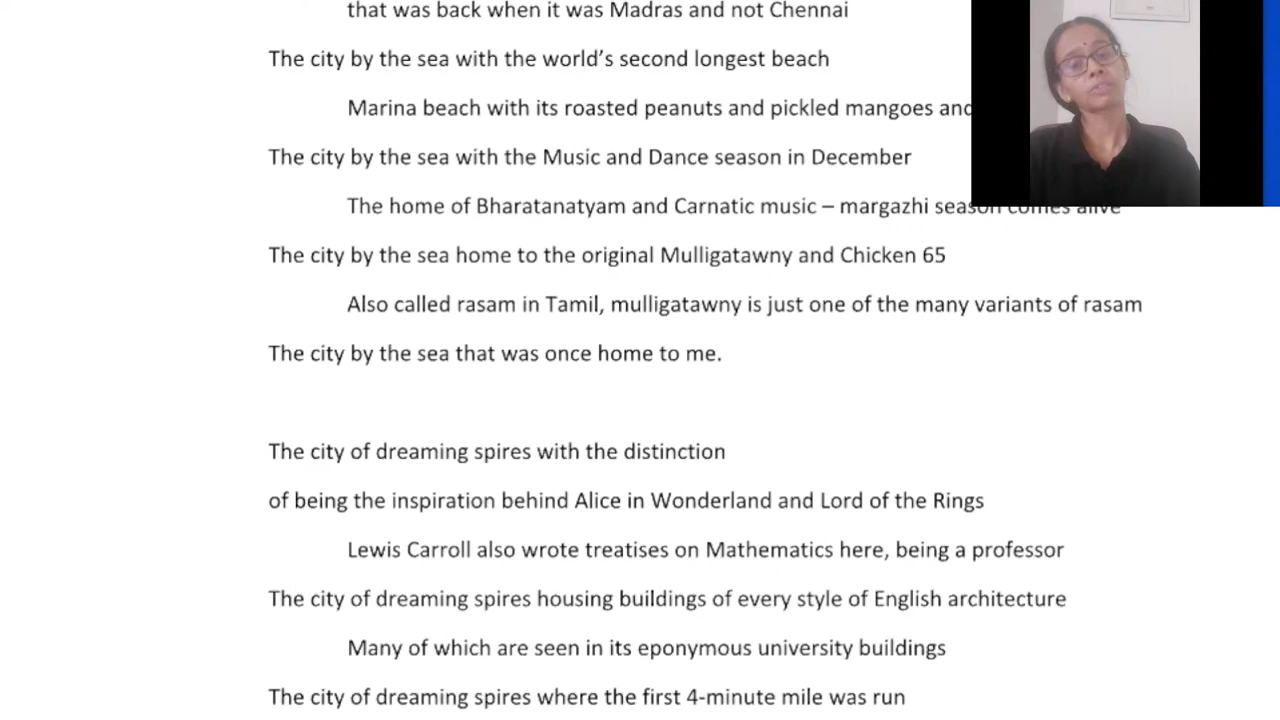 that was back when it was Madras and not Chennai
The city by the sea with the world's second longest beach
Marina beach with its roasted peanuts and pickled mangoes and
The city by the sea with the Music and Dance season in December
The home of Bharatanatyam and Carnatic music – margazhi season comes alive
The city by the sea home to the original Mulligatawny and Chicken 65
Also called rasam in Tamil, mulligatawny is just one of the many variants of rasam
The city by the sea that was once home to me.
The city of dreaming spires with the distinction
of being the inspiration behind Alice in Wonderland and Lord of the Rings
Lewis Carroll also wrote treatises on Mathematics here, being a professor
The city of dreaming spires housing buildings of every style of English architecture
Many of which are seen in its eponymous university buildings
The city of dreaming spires where the first 4-minute mile was run